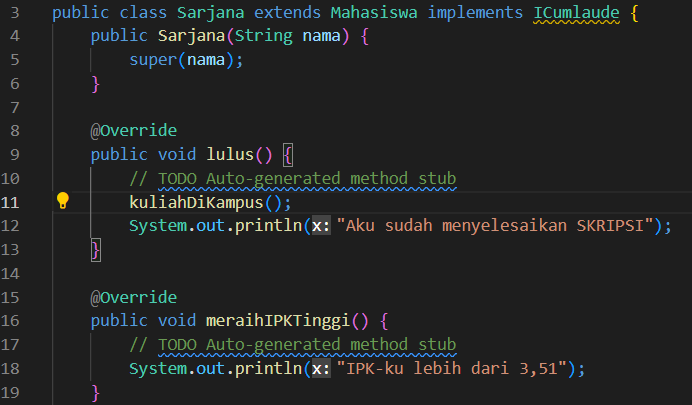 3 public class Sarjana extends Mahasiswa implements ICumlaude {
4     public Sarjana(String nama) {
5         super(nama);
6     }
7
8     @Override
9     public void lulus() {
10         // TODO Auto-generated method stub
11         kuliahDiKampus();
12         System.out.println(x: "Aku sudah menyelesaikan SKRIPSI");
13     }
14
15     @Override
16     public void meraihIPKTinggi() {
17         // TODO Auto-generated method stub
18         System.out.println(x: "IPK-ku lebih dari 3,51");
19     }